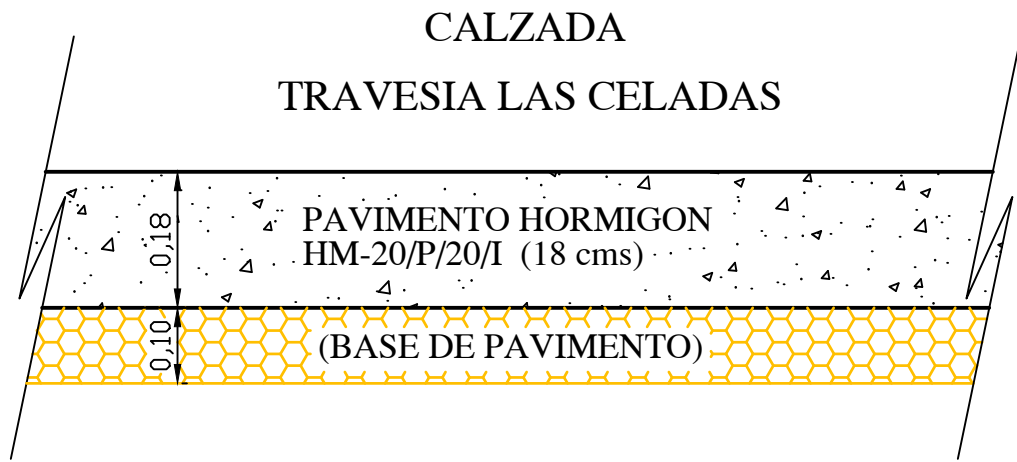 CALZADA
TRAVESIA LAS CELADAS
0,18
PAVIMENTO HORMIGON
HM-20/P/20/I (18 cms)
0,10
(BASE DE PAVIMENTO)